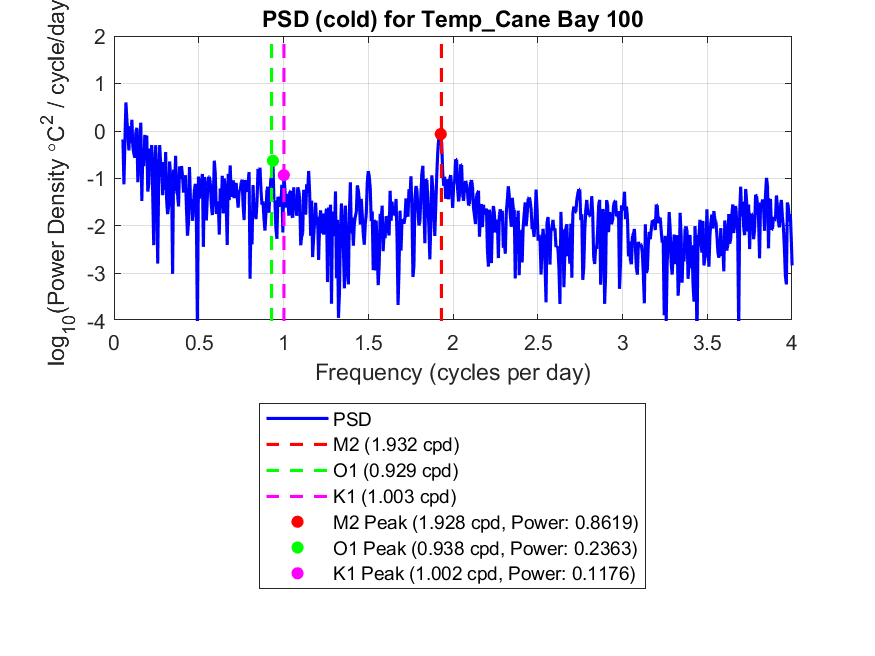 PSD (cold) for Temp_Cane Bay 100
log10(Power Density °C2 / cycle/day
2
1
0
-1
-2
-3
-4
0 0.5 1 1.5 2 2.5 3 3.5 4
Frequency (cycles per day)
PSD
M2 (1.932 cpd)
O1 (0.929 cpd)
K1 (1.003 cpd)
M2 Peak (1.928 cpd, Power: 0.8619)
O1 Peak (0.938 cpd, Power: 0.2363)
K1 Peak (1.002 cpd, Power: 0.1176)